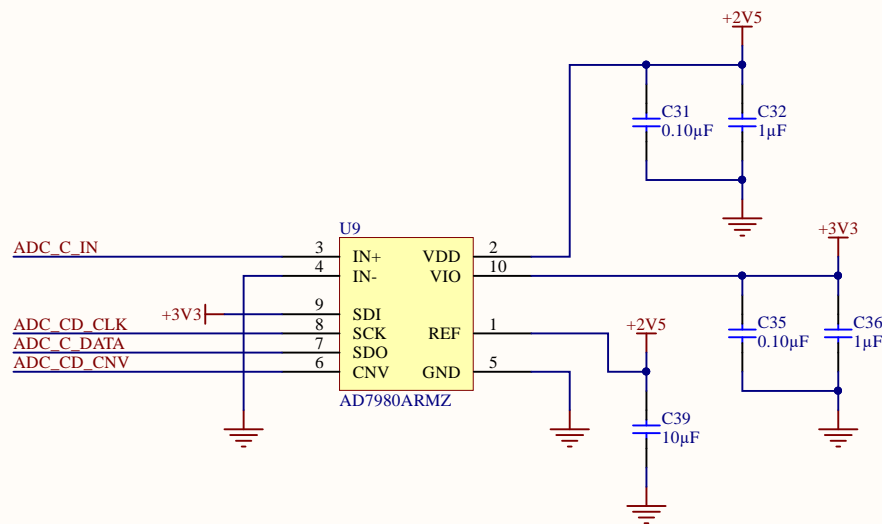 +2V5
C31
0.10µF
C32
1µF
U9
ADC_C_IN
3
IN+
VDD
2
4
IN-
VIO
10
+3V3
+3V3
9
SDI
ADC_CD_CLK
8
SCK
REF
1
+2V5
C35
0.10µF
C36
1µF
ADC_C_DATA
7
SDO
ADC_CD_CNV
6
CNV
GND
5
AD7980ARMZ
C39
10µF